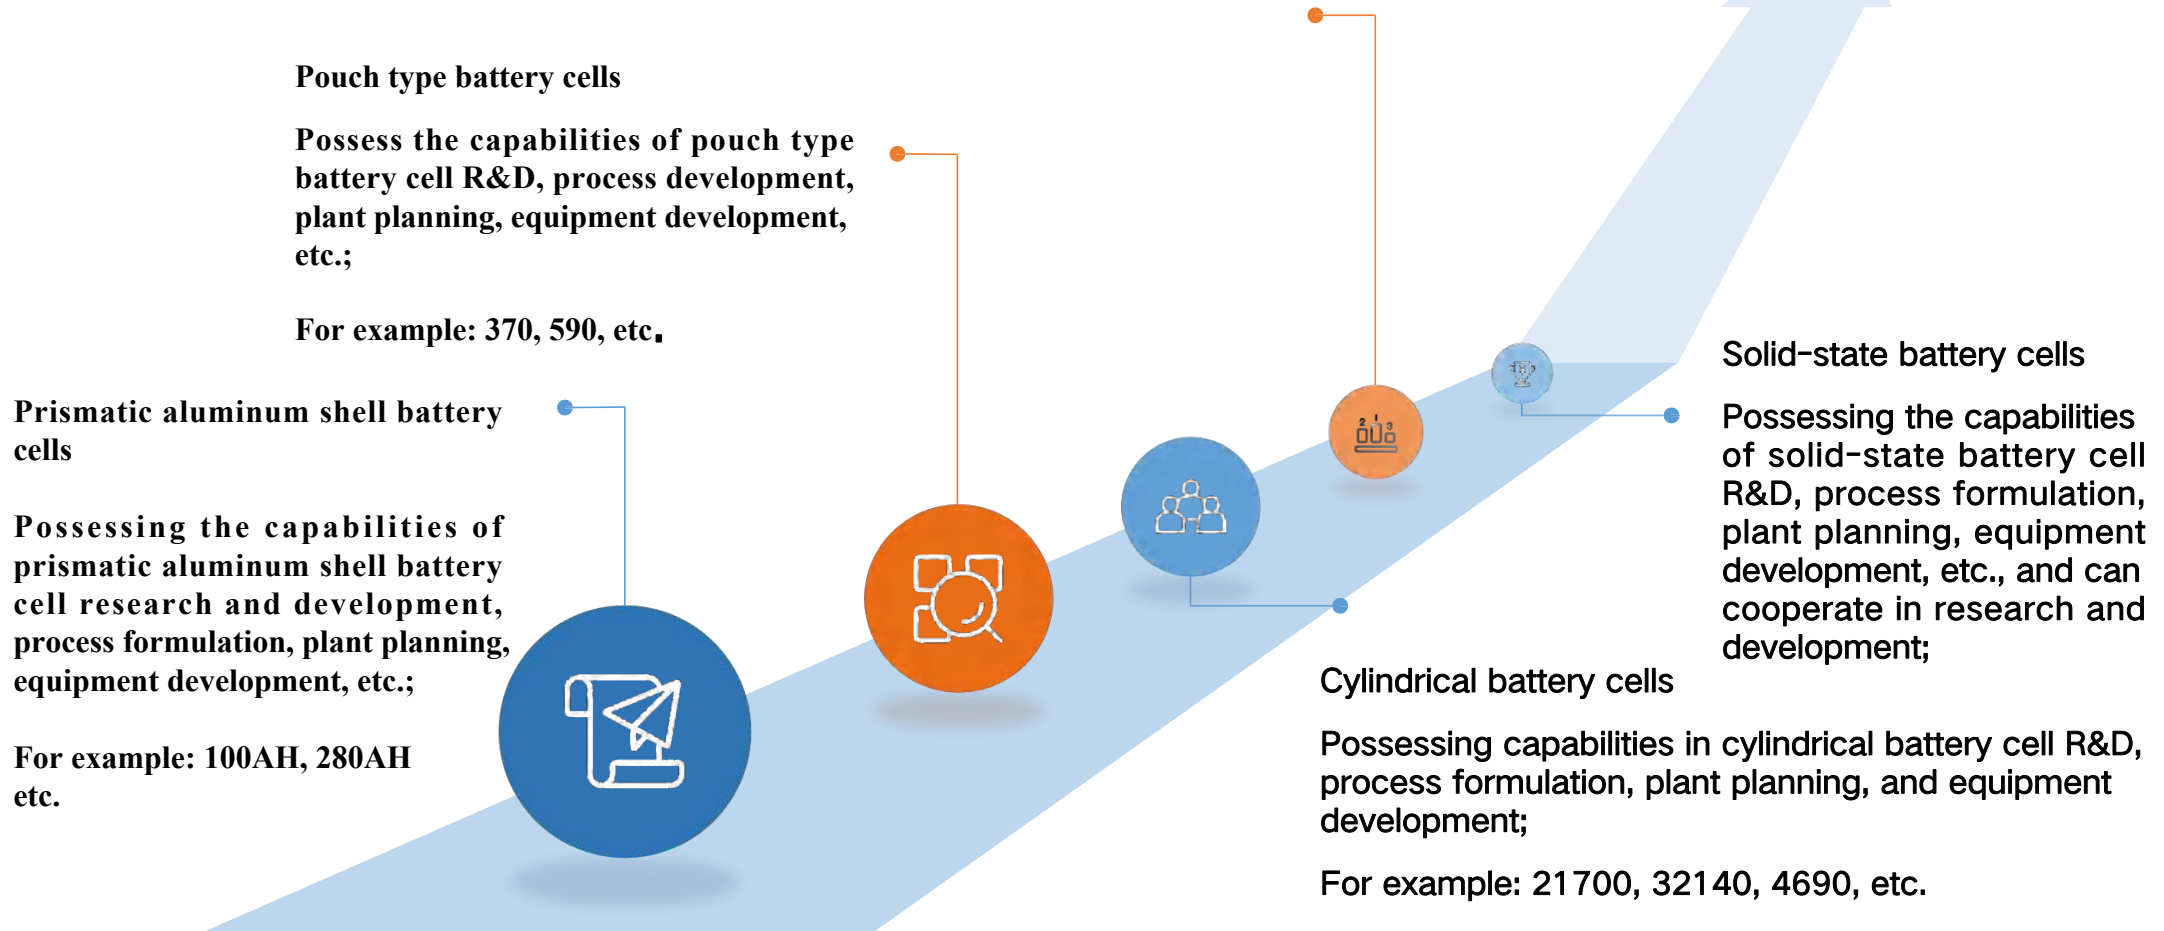 Pouch type battery cells
Possess the capabilities of pouch type
battery cell R&D, process development,
plant planning, equipment development,
etc.;
For example: 370, 590, etc.
Prismatic aluminum shell battery
cells
Possessing the capabilities of
prismatic aluminum shell battery
cell research and development,
process formulation, plant planning,
equipment development, etc.;
For example: 100AH, 280AH
etc.
2 1 3
Solid-state battery cells
Possessing the capabilities
of solid-state battery cell
R&D, process formulation,
plant planning, equipment
development, etc., and can
cooperate in research and
development;
Cylindrical battery cells
Possessing capabilities in cylindrical battery cell R&D,
process formulation, plant planning, and equipment
development;
For example: 21700, 32140, 4690, etc.